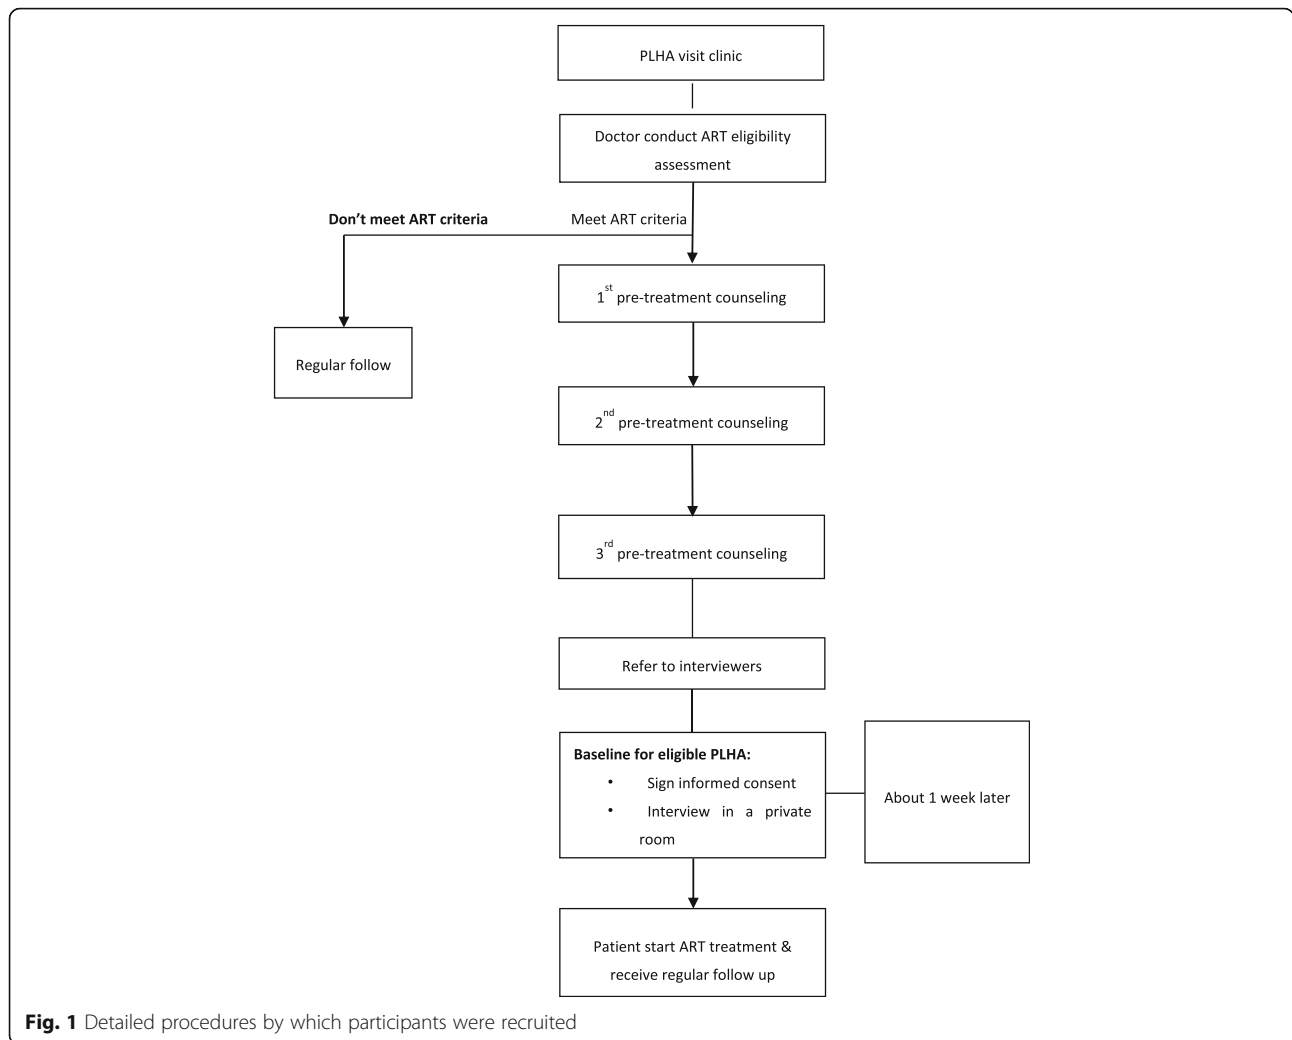 PLHA visit clinic
Doctor conduct ART eligibility
assessment
Don't meet ART criteria
Meet ART criteria
1st pre-treatment counseling
Regular follow
2nd pre-treatment counseling
3rd pre-treatment counseling
Refer to interviewers
Baseline for eligible PLHA:
• Sign informed consent
• Interview in a private
room
About 1 week later
Patient start ART treatment &
receive regular follow up
Fig. 1 Detailed procedures by which participants were recruited